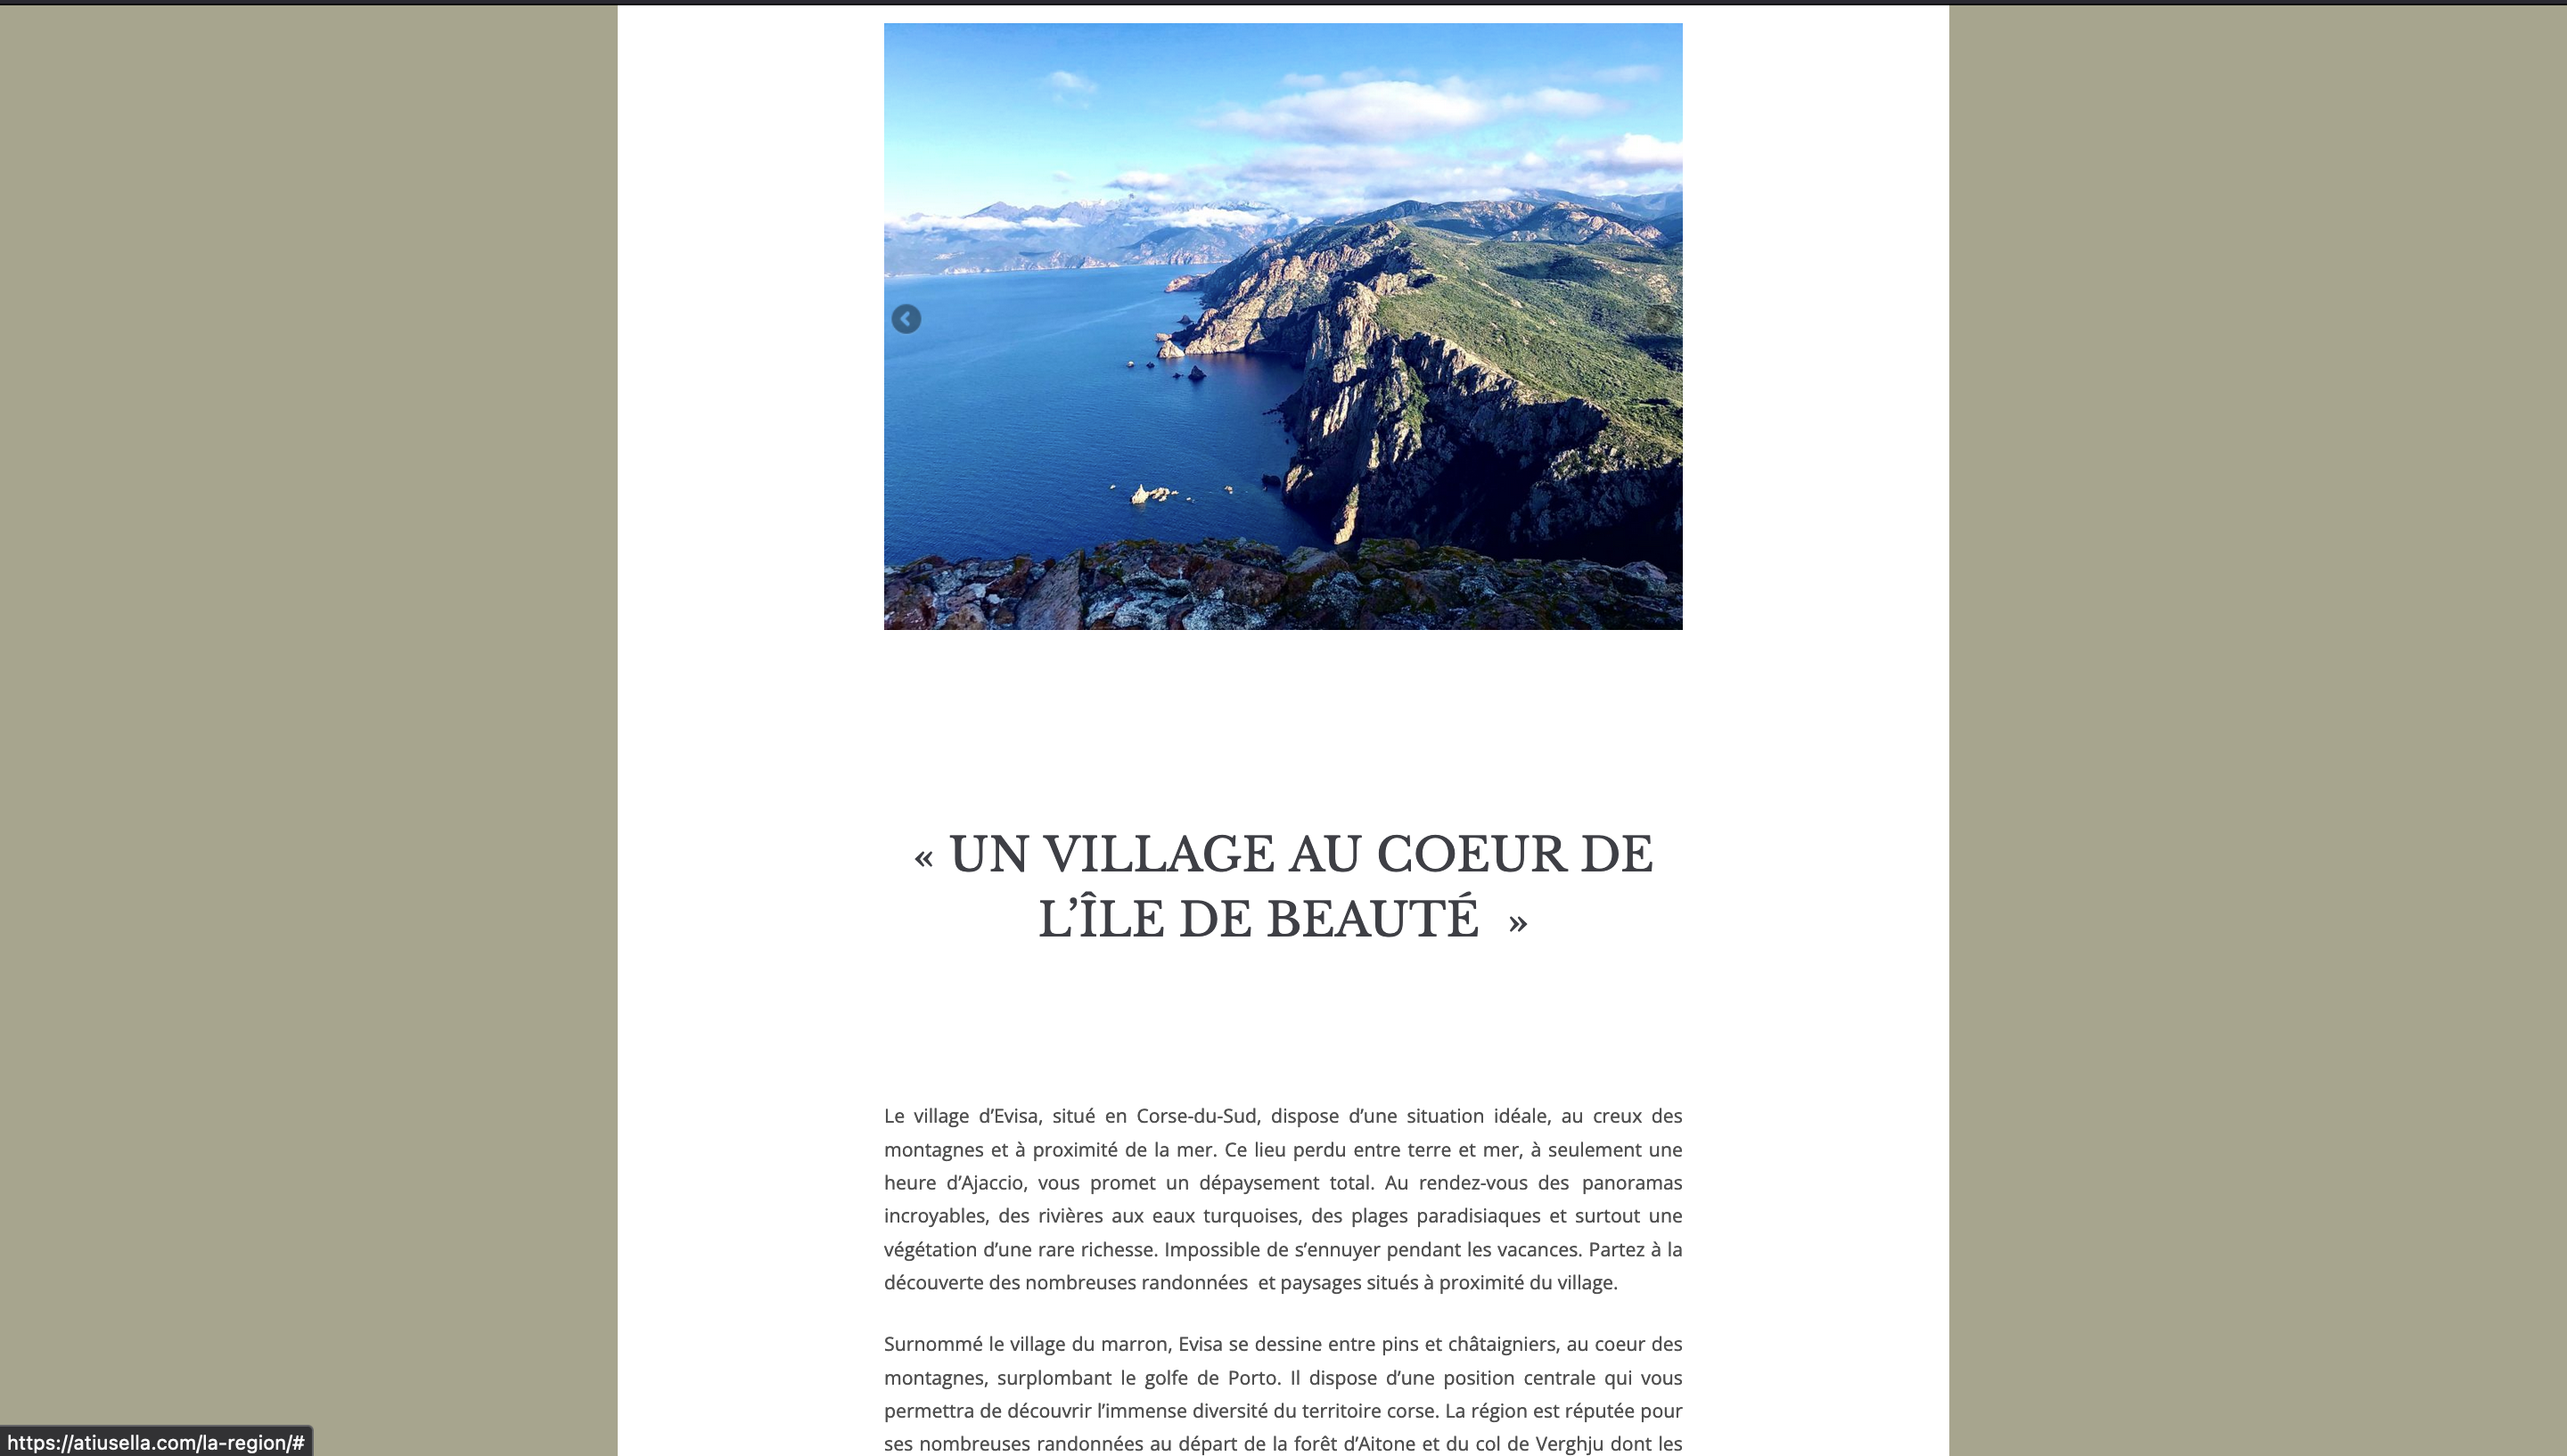 « UN VILLAGE AU COEUR DE
L’ÎLE DE BEAUTÉ  »
Le village d’Evisa, situé en Corse-du-Sud, dispose d’une situation idéale, au creux des
montagnes et à proximité de la mer. Ce lieu perdu entre terre et mer, à seulement une
heure d’Ajaccio, vous promet un dépaysement total. Au rendez-vous des panoramas
incroyables, des rivières aux eaux turquoises, des plages paradisiaques et surtout une
végétation d’une rare richesse. Impossible de s’ennuyer pendant les vacances. Partez à la
découverte des nombreuses randonnées  et paysages situés à proximité du village.
Surnommé le village du marron, Evisa se dessine entre pins et châtaigniers, au coeur des
montagnes, surplombant le golfe de Porto. Il dispose d’une position centrale qui vous
permettra de découvrir l’immense diversité du territoire corse. La région est réputée pour
ses nombreuses randonnées au départ de la forêt d’Aitone et du col de Verghju dont les
https://atiusella.com/la-region/#